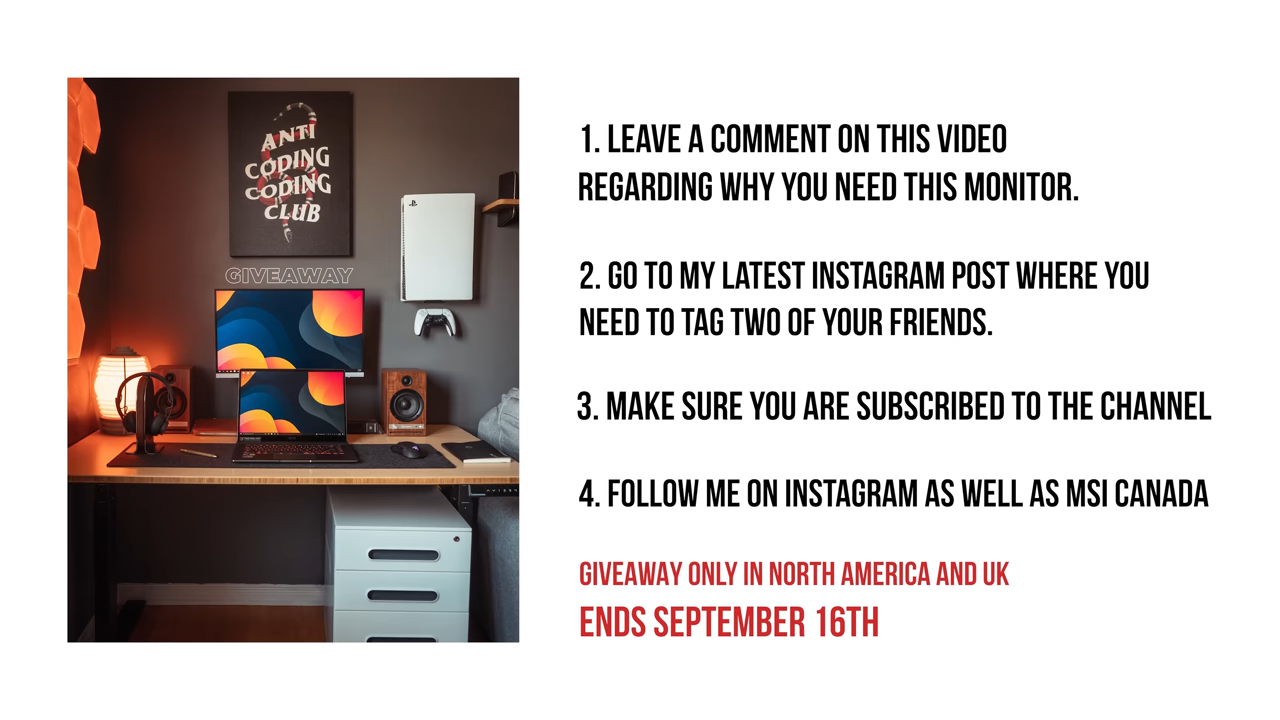 ANTI
CODING
CODING
CLUB
GIVEAWAY
1. LEAVE A COMMENT ON THIS VIDEO
REGARDING WHY YOU NEED THIS MONITOR.
2. GO TO MY LATEST INSTAGRAM POST WHERE YOU
NEED TO TAG TWO OF YOUR FRIENDS.
3. MAKE SURE YOU ARE SUBSCRIBED TO THE CHANNEL
4. FOLLOW ME ON INSTAGRAM AS WELL AS MSI CANADA
GIVEAWAY ONLY IN NORTH AMERICA AND UK
ENDS SEPTEMBER 16TH